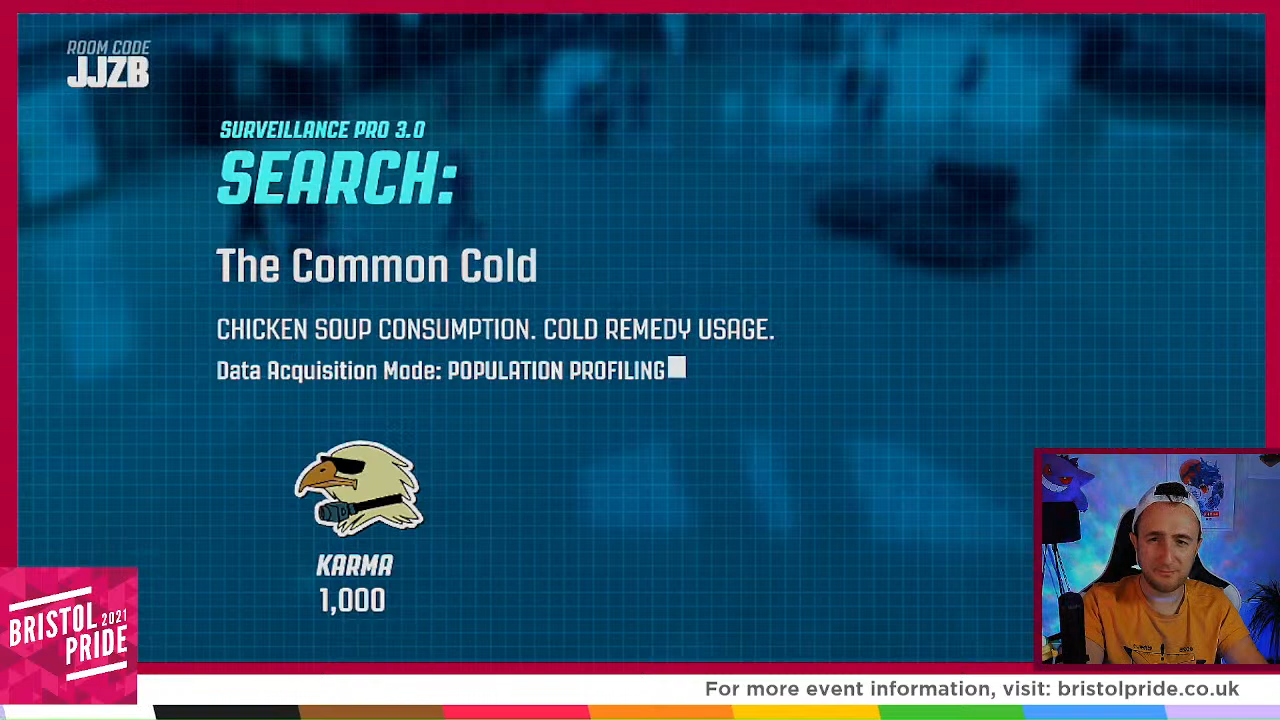 ROOM CODE
JJZB
SURVEILLANCE PRO 3.0
SEARCH:
The Common Cold
CHICKEN SOUP CONSUMPTION. COLD REMEDY USAGE.
Data Acquisition Mode: POPULATION PROFILING
KARMA
1,000
BRISTOL 2021
PRIDE
For more event information, visit: bristolpride.co.uk